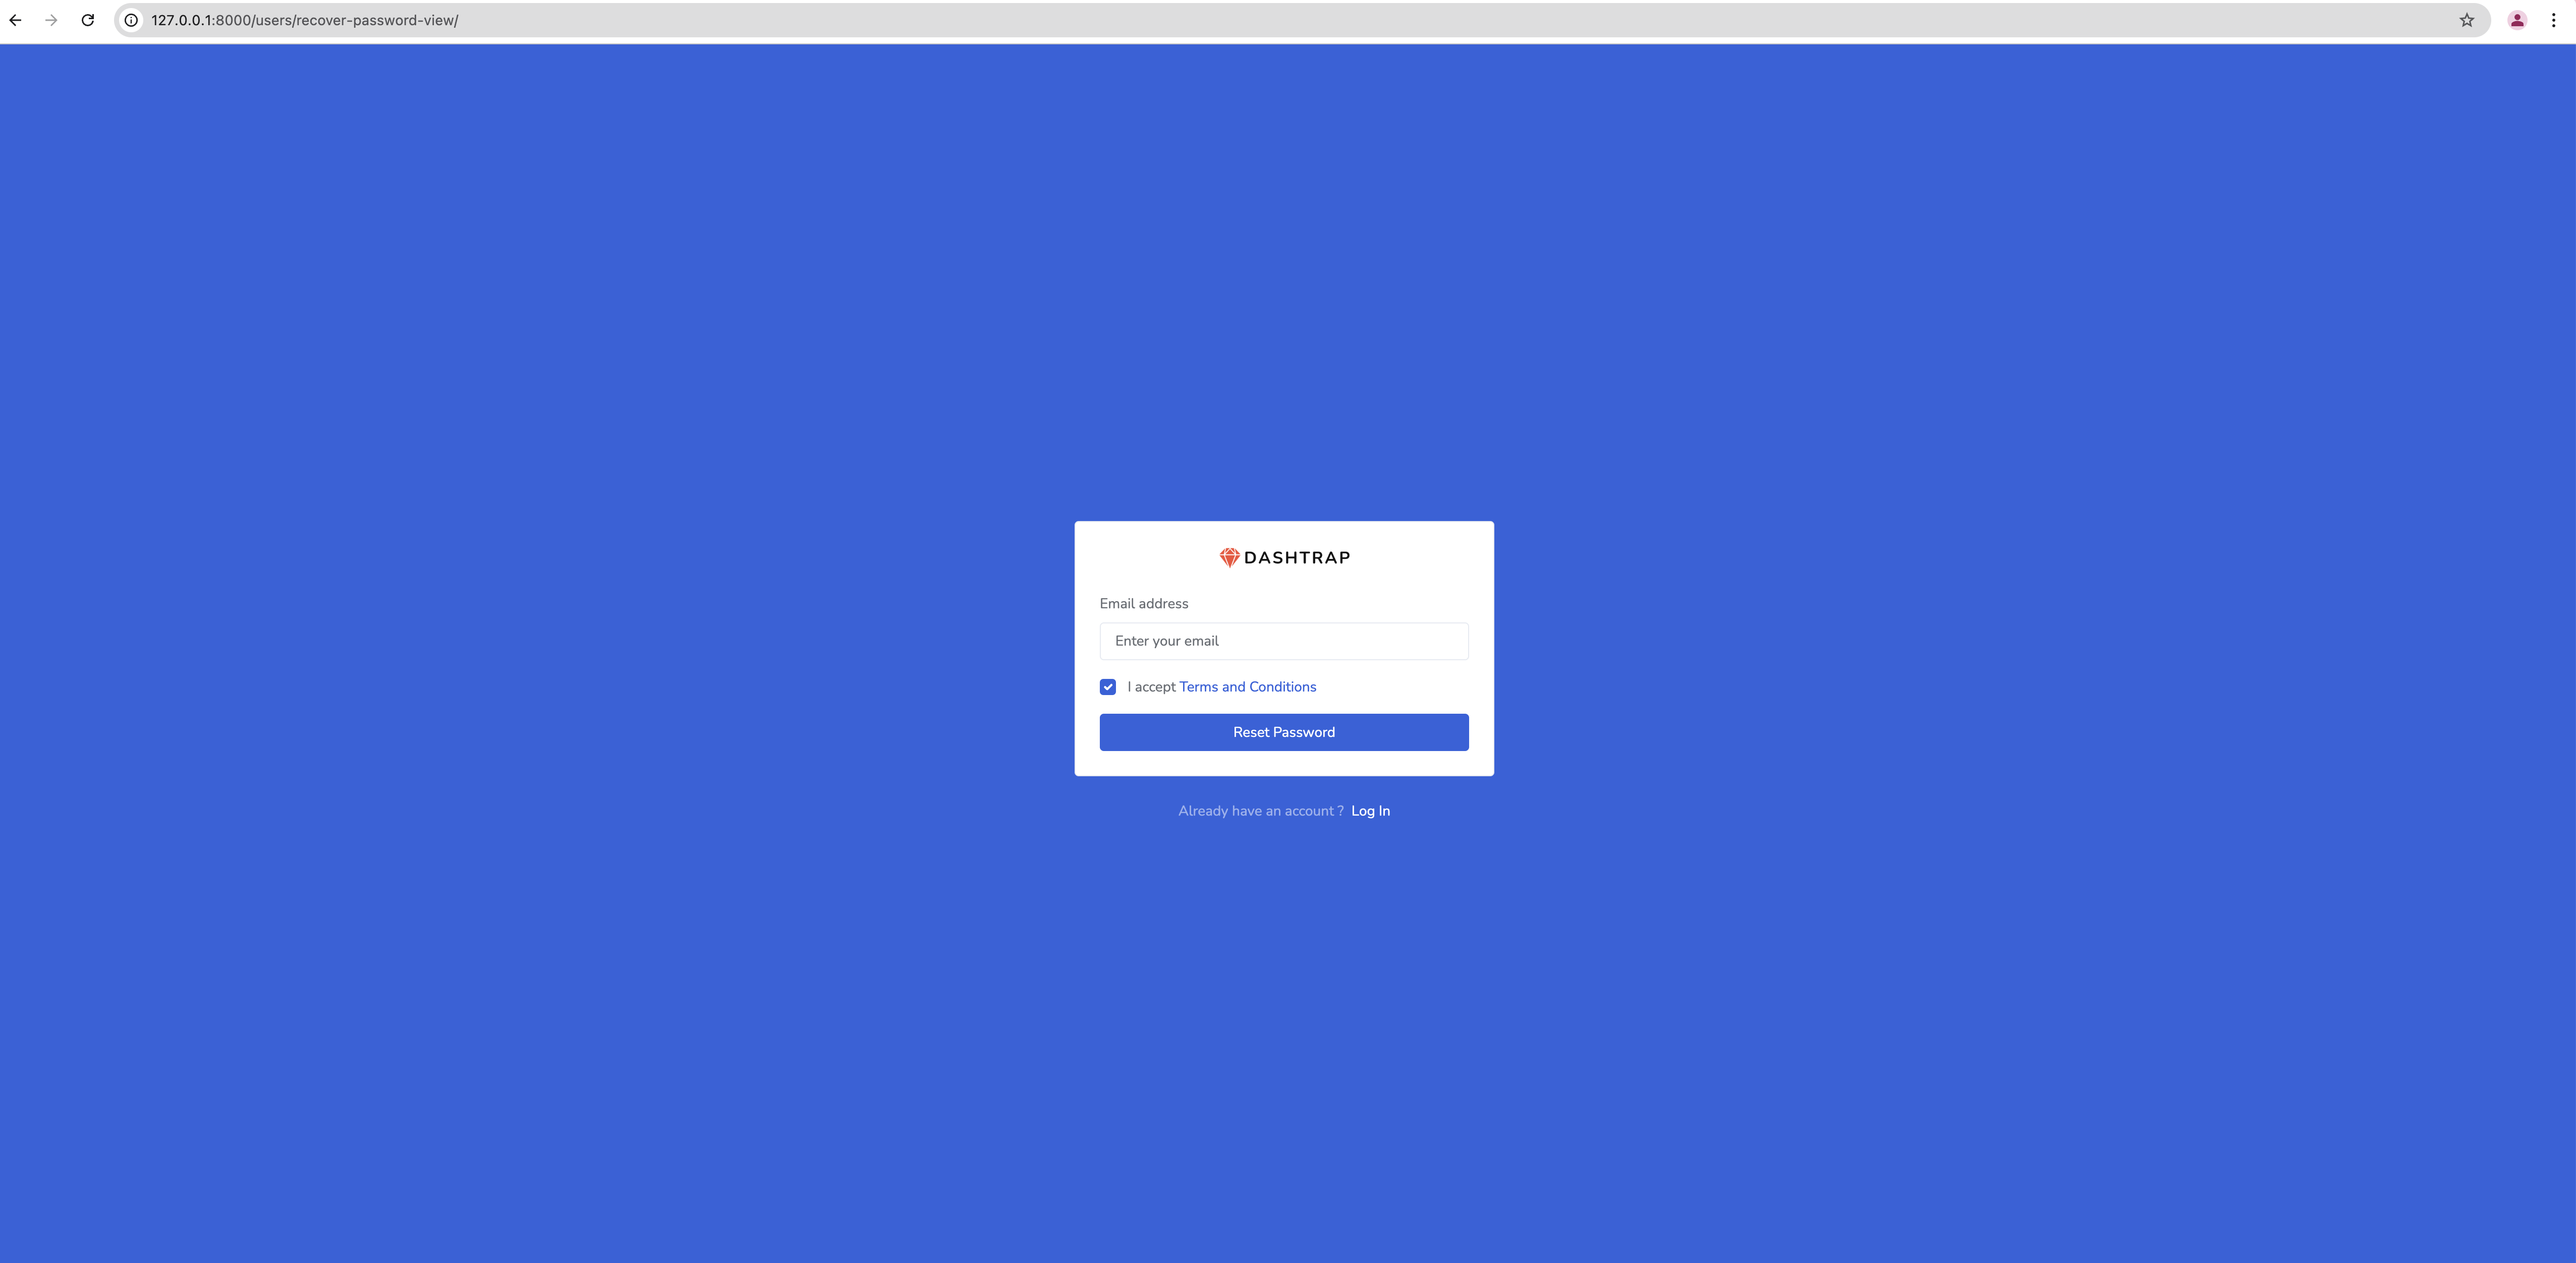 127.0.0.1:8000/users/recover-password-view/
DASHTRAP
Email address
Enter your email
I accept Terms and Conditions
Reset Password
Already have an account ? Log In